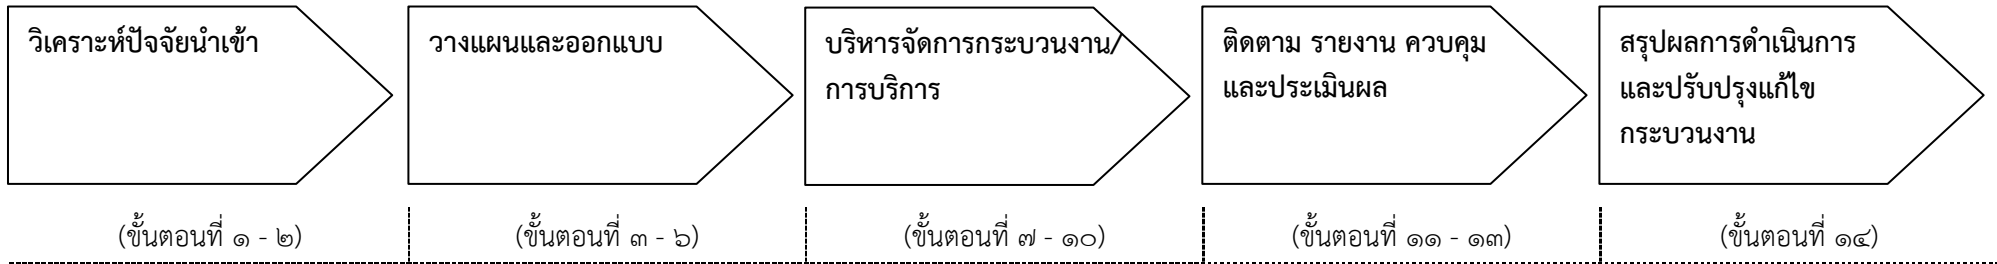 วิเคราะห์ปัจจัยนำเข้า
วางแผนและออกแบบ
บริหารจัดการกระบวนงาน/
การบริการ
ติดตาม รายงาน ควบคุม
และประเมินผล
สรุปผลการดำเนินการ
และปรับปรุงแก้ไข
กระบวนงาน
(ขั้นตอนที่ ๑ - ๒)
(ขั้นตอนที่ ๓ - ๖)
(ขั้นตอนที่ ๗ - ๑๐)
(ขั้นตอนที่ ๑๑ - ๑๓)
(ขั้นตอนที่ ๑๔)